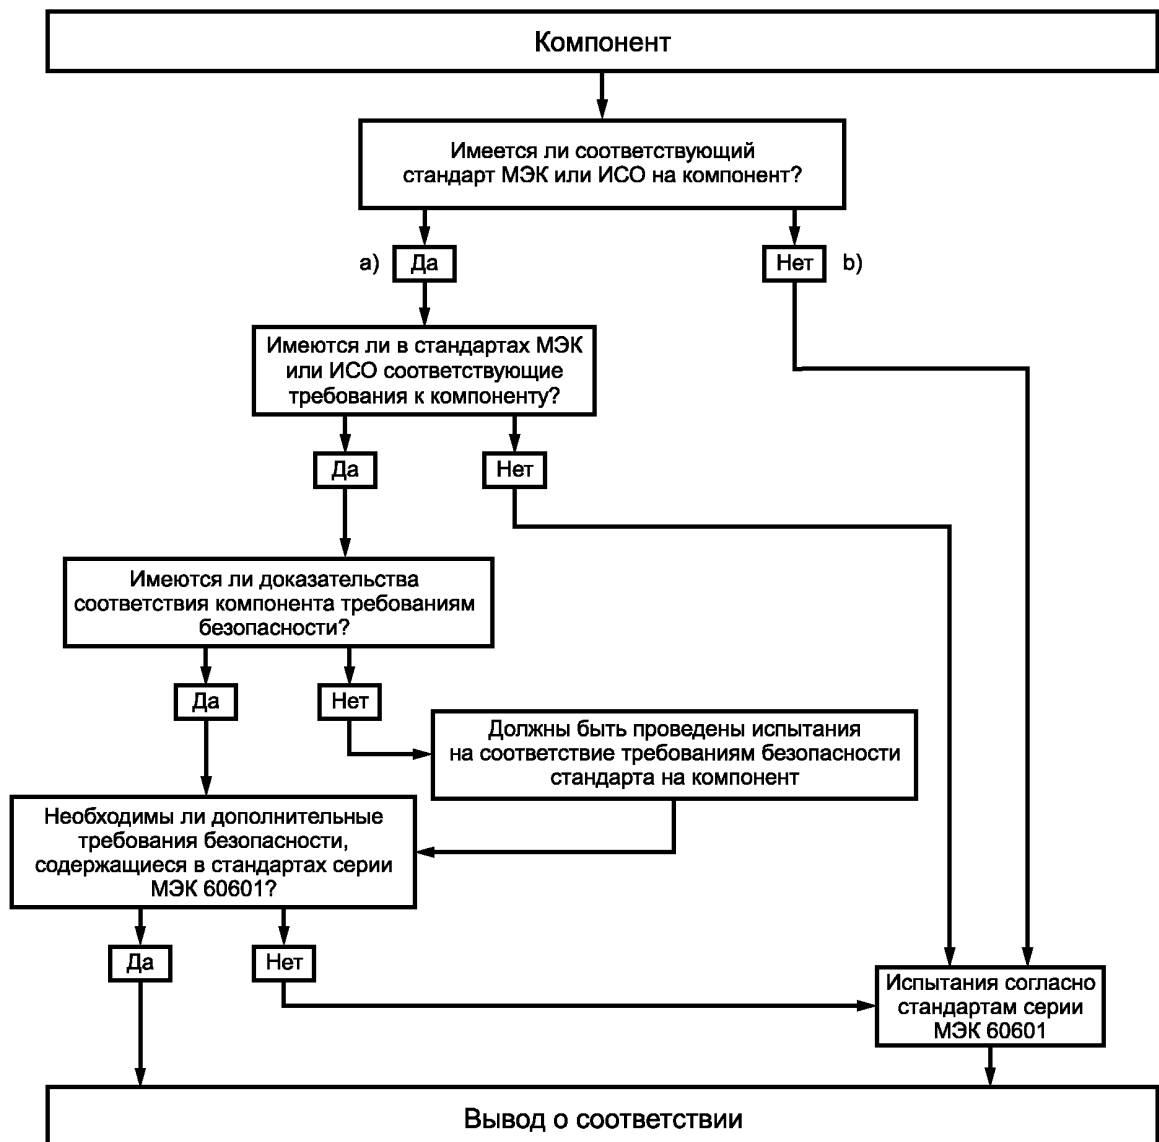 Компонент
Имеется ли соответствующий
стандарт МЭК или ИСО на компонент?
a)
Да
Нет
b)
Имеются ли в стандартах МЭК
или ИСО соответствующие
требования к компоненту?
Да
Нет
Имеются ли доказательства
соответствия компонента требованиям
безопасности?
Да
Нет
Должны быть проведены испытания
на соответствие требованиям безопасности
стандарта на компонент
Необходимы ли дополнительные
требования безопасности,
содержащиеся в стандартах серии
МЭК 60601?
Да
Нет
Испытания согласно
стандартам серии
МЭК 60601
Вывод о соответствии